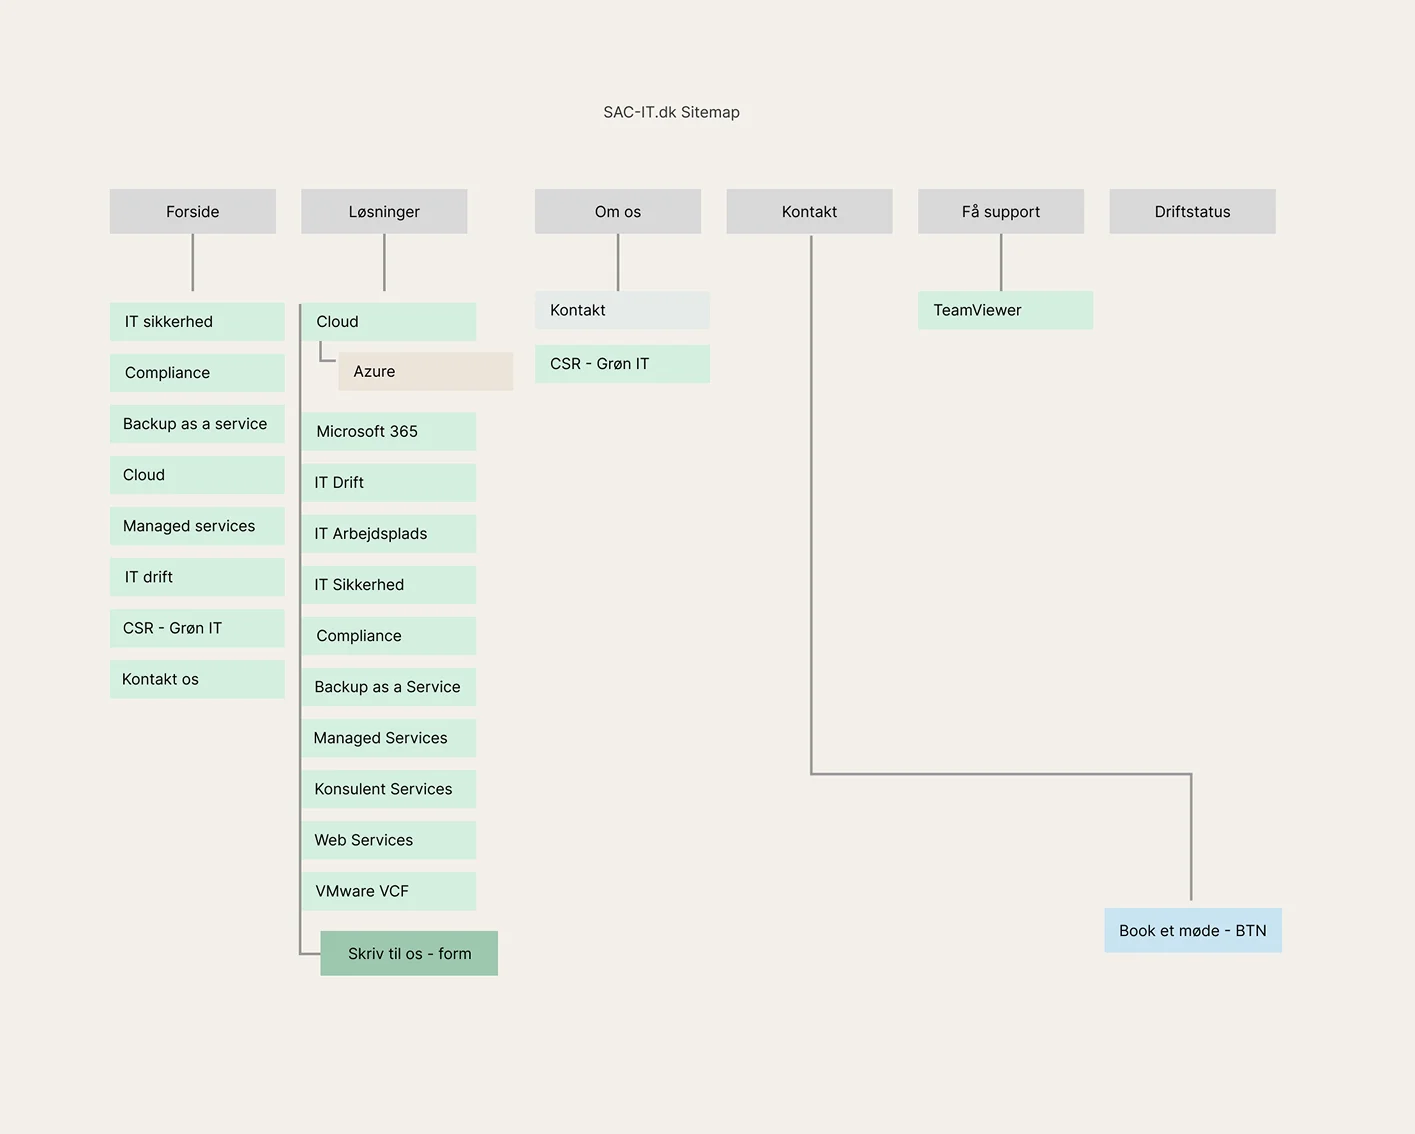 SAC-IT.dk Sitemap
Forside
Løsninger
Om os
Kontakt
Få support
Driftstatus
IT sikkerhed
Compliance
Backup as a service
Cloud
Managed services
IT drift
CSR - Grøn IT
Kontakt os
Cloud
Azure
Microsoft 365
IT Drift
IT Arbejdsplads
IT Sikkerhed
Compliance
Backup as a Service
Managed Services
Konsulent Services
Web Services
VMware VCF
Skriv til os - form
Kontakt
CSR - Grøn IT
TeamViewer
Book et møde - BTN